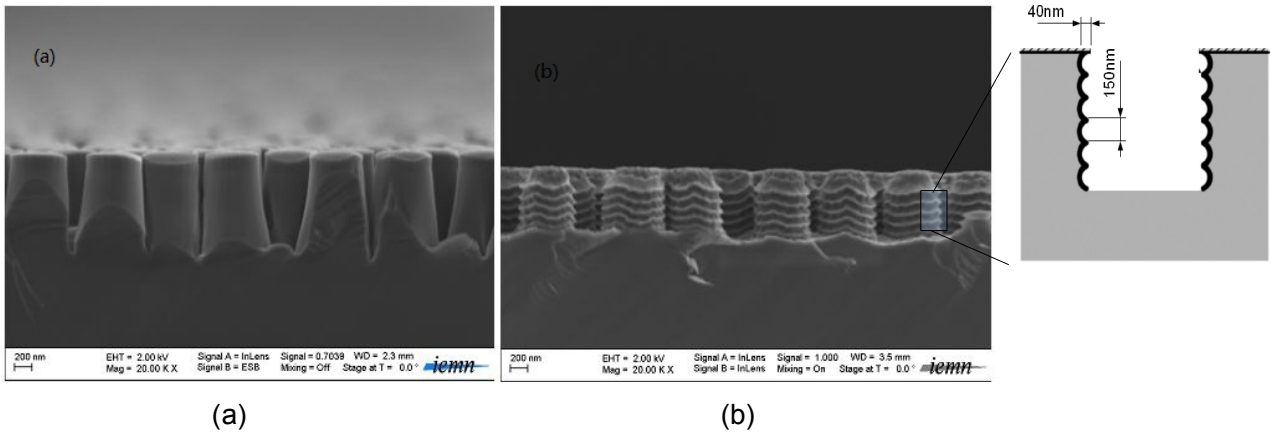 (a)
200 nm
EHT = 2.00 kV
Mag = 20.00 K X
Signal A = InLens
Signal B = ESB
Signal = 0.7039
Mixing = Off
WD = 2.3 mm
Stage at T = 0.0°
iemn
(b)
200 nm
EHT = 2.00 kV
Mag = 20.00 K X
Signal A = InLens
Signal B = InLens
Signal = 1.000
Mixing = On
WD = 3.5 mm
Stage at T = 0.0°
iemn
40nm
150nm
(a)
(b)